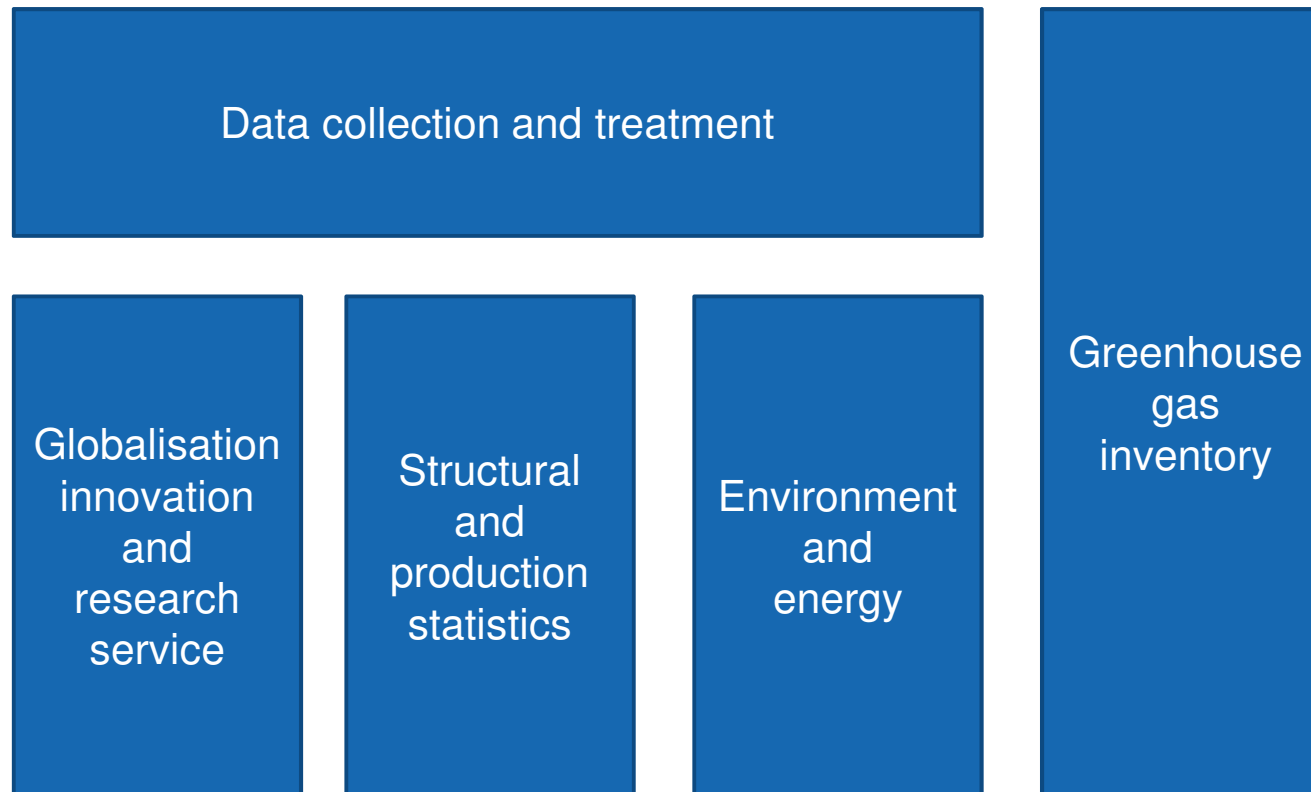 Data collection and treatment
Globalisation
innovation
and
research
service
Structural
and
production
statistics
Environment
and
energy
Greenhouse
gas
inventory